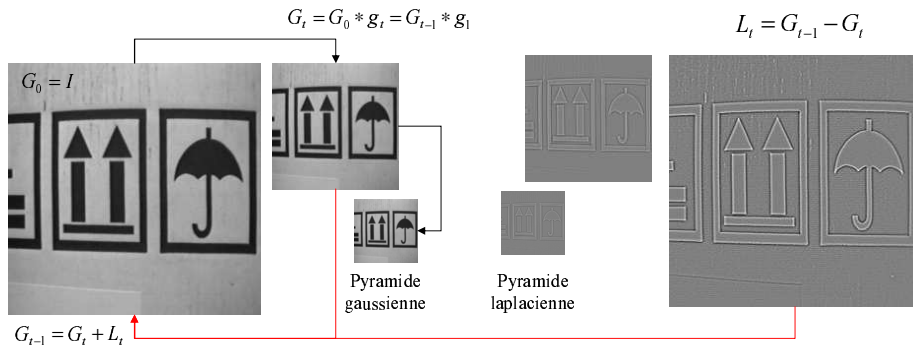 G_t = G_0 * g_t = G_{t-1} * g_1
L_t = G_{t-1} - G_t
G_0 = I
Pyramide
gaussienne
Pyramide
laplacienne
G_{t-1} = G_t + L_t